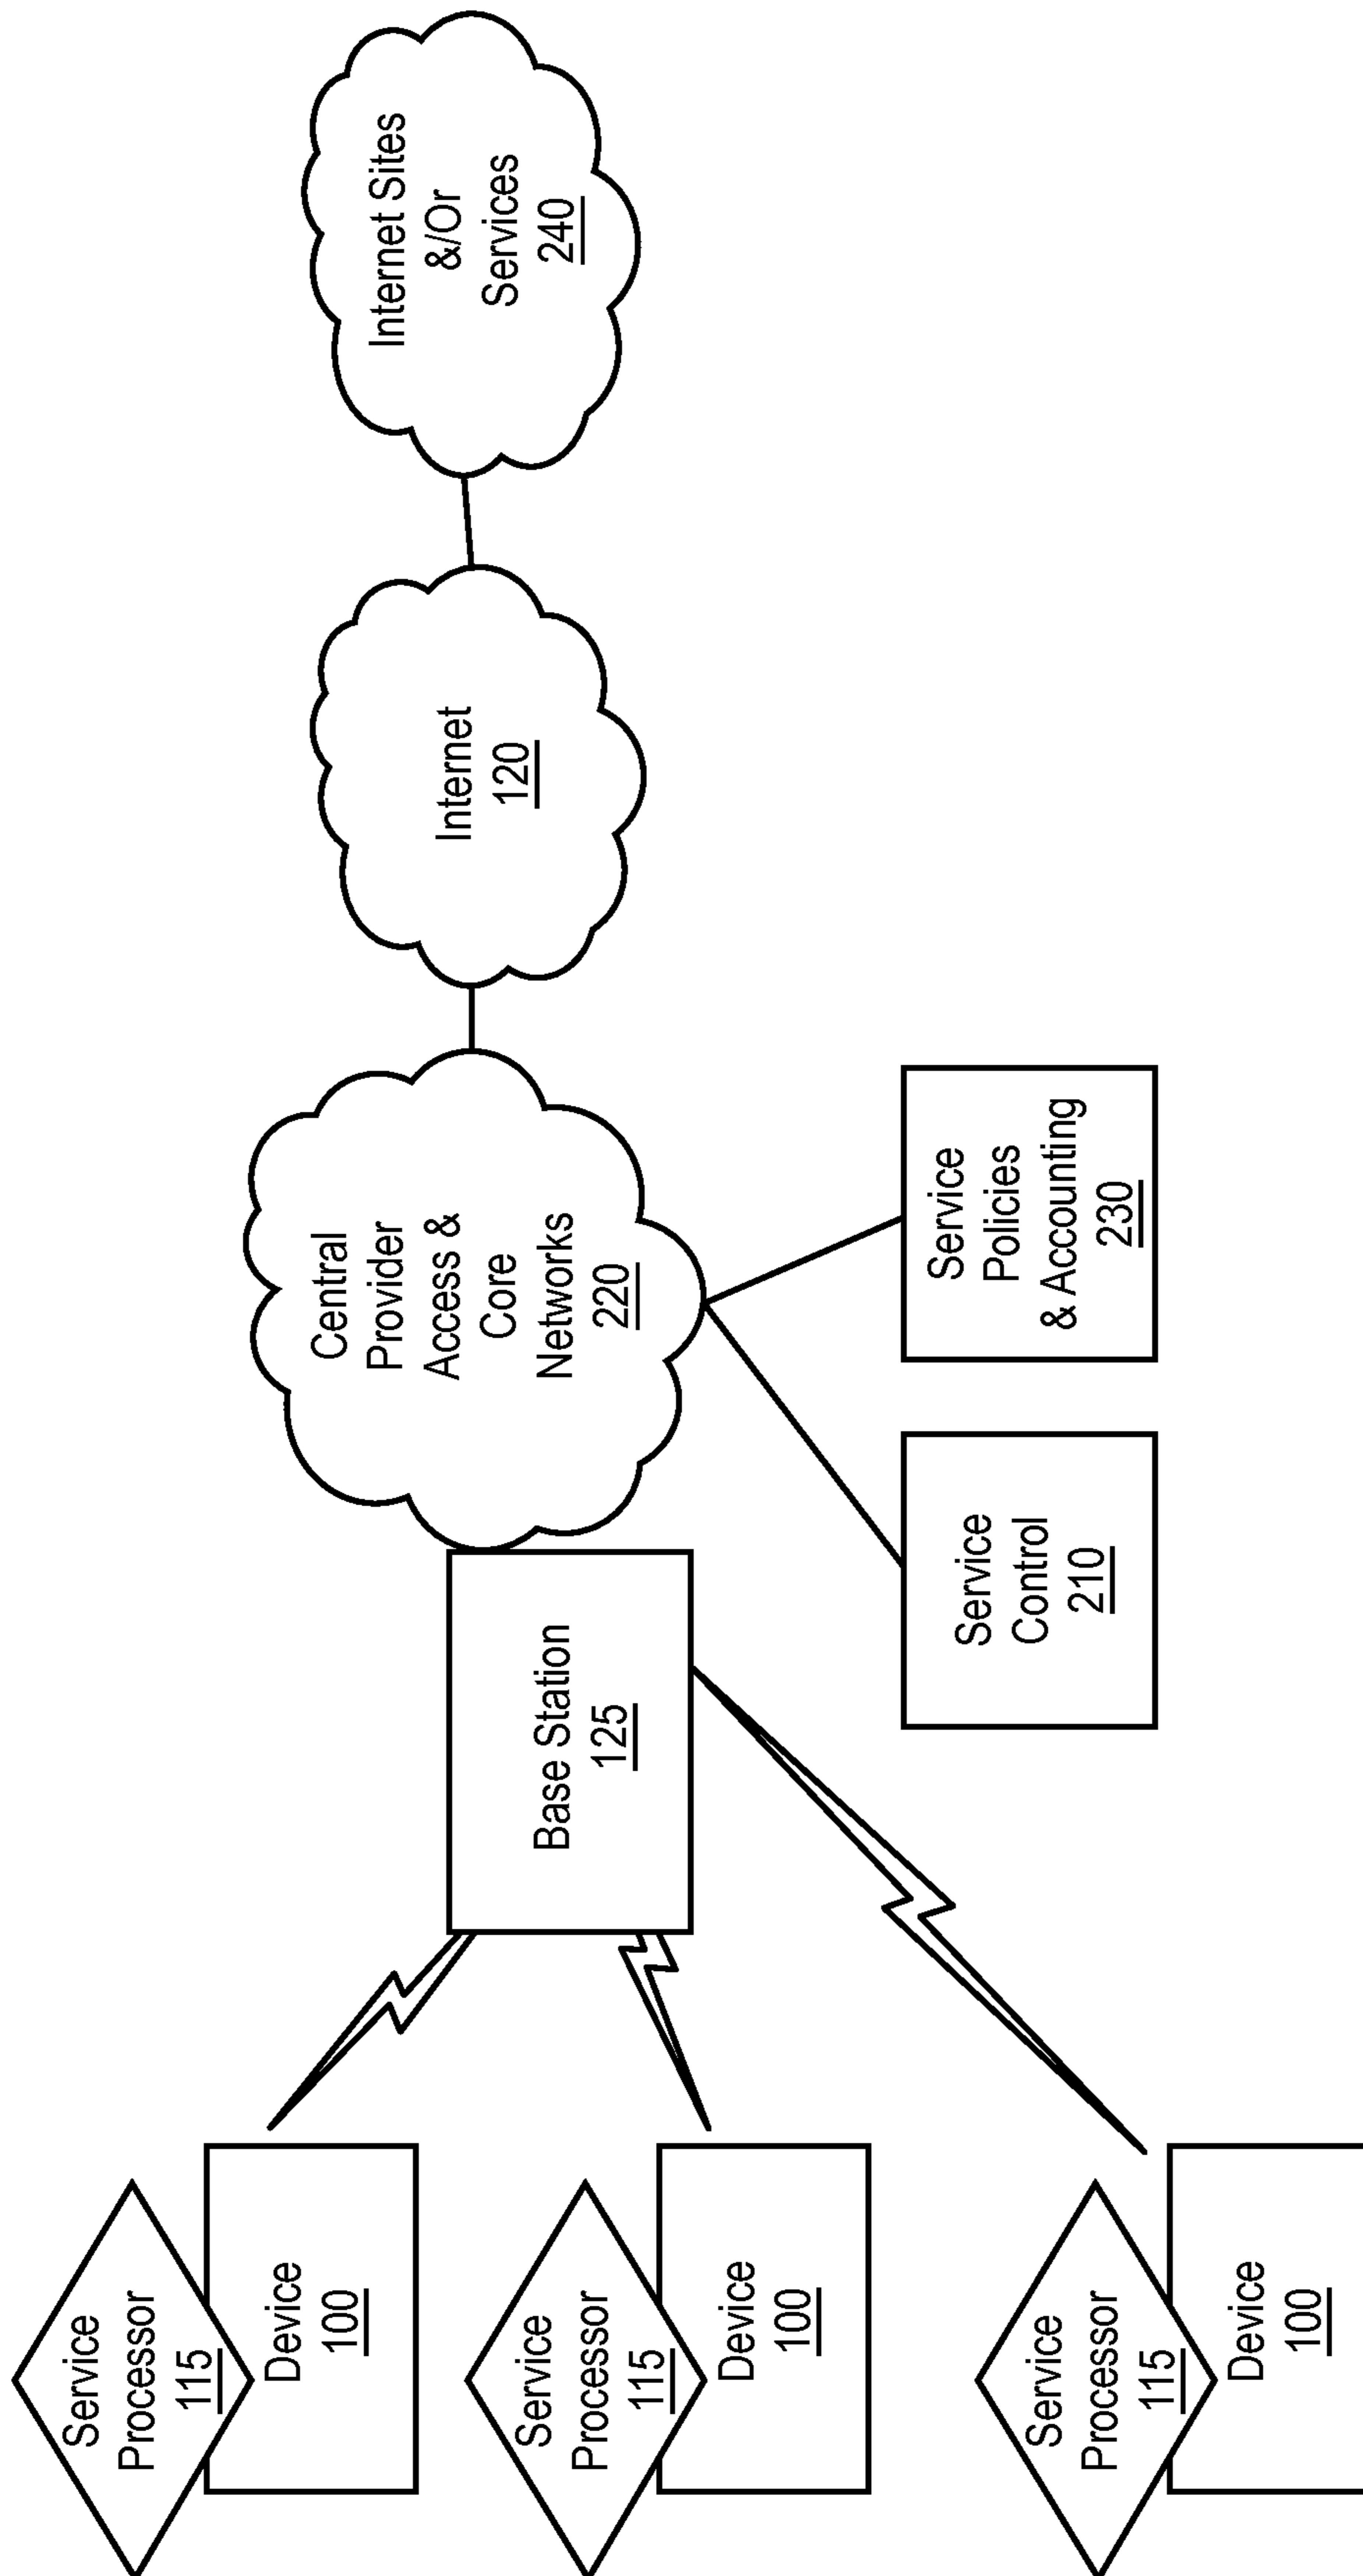 Service
Processor
115
Device
100
Service
Processor
115
Device
100
Service
Processor
115
Device
100
Base Station
125
Central
Provider
Access &
Core
Networks
220
Service
Control
210
Service
Policies
& Accounting
230
Internet
120
Internet Sites
&/Or
Services
240